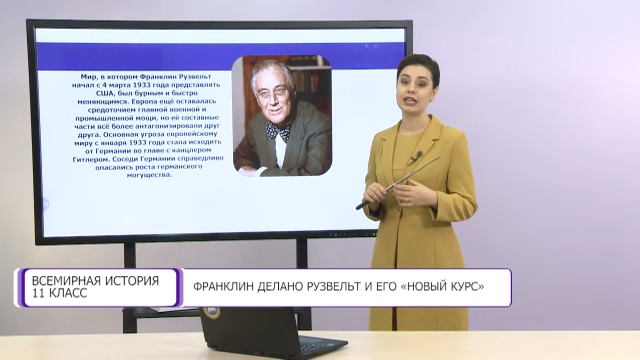 Мир, в котором Франклин Рузвельт
начал с 4 марта 1933 года представлять
США, был бурным и быстро
меняющимся. Европа ещё оставалась
средоточием главной военной и
промышленной мощи, но её составные
части всё более антагонизировали друг
друга. Основная угроза европейскому
миру с января 1933 года стала исходить
от Германии во главе с канцлером
Гитлером. Соседи Германии справедливо
опасались роста германского
могущества.
ВСЕМИРНАЯ ИСТОРИЯ
11 КЛАСС
ФРАНКЛИН ДЕЛАНО РУЗВЕЛЬТ И ЕГО «НОВЫЙ КУРС»